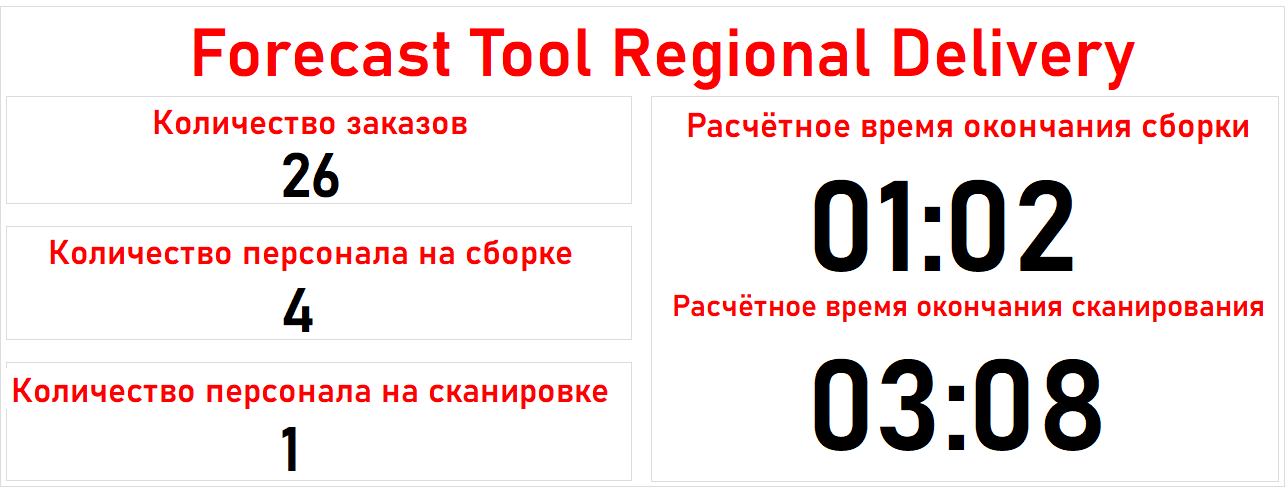 Forecast Tool Regional Delivery
Количество заказов
26
Количество персонала на сборке
4
Количество персонала на сканировке
1
Расчётное время окончания сборки
01:02
Расчётное время окончания сканирования
03:08